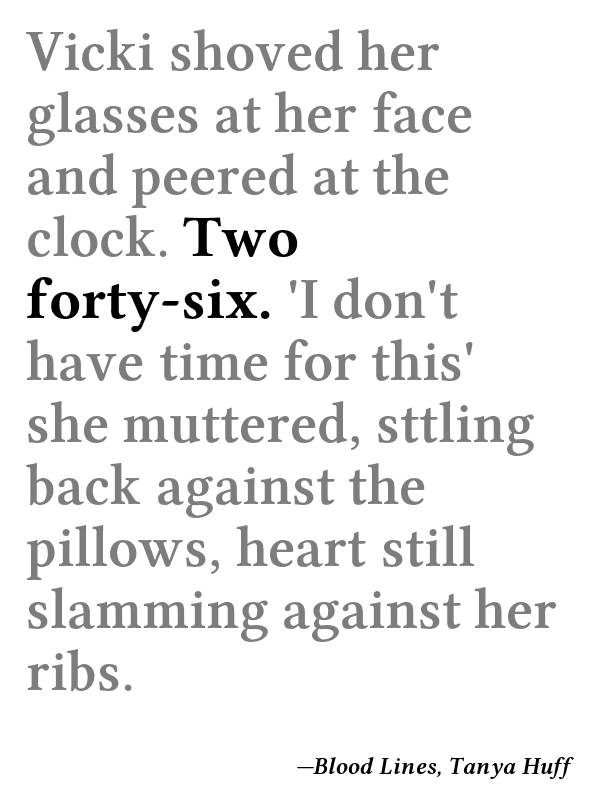 Vicki shoved her
glasses at her face
and peered at the
clock. Two
forty-six. 'I don't
have time for this'
she muttered, sttling
back against the
pillows, heart still
slamming against her
ribs.
—Blood Lines, Tanya Huff